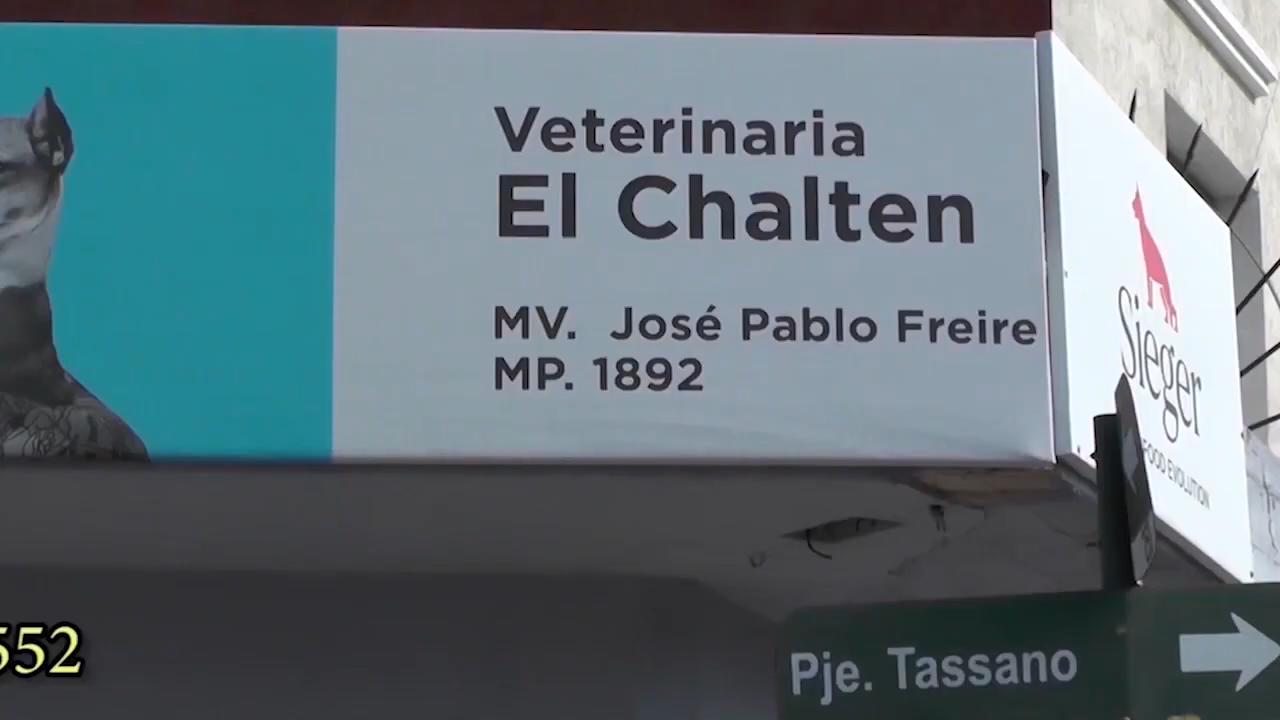 Veterinaria
El Chalten
MV. José Pablo Freire
MP. 1892
Sieger
FOOD EVOLUTION
552
Pje. Tassano